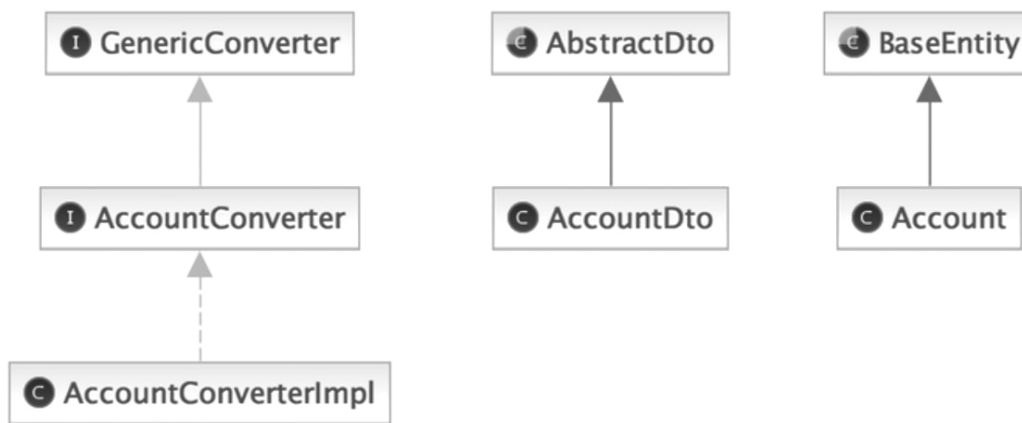 I GenericConverter
C AbstractDto
C BaseEntity
I AccountConverter
C AccountDto
C Account
C AccountConverterImpl